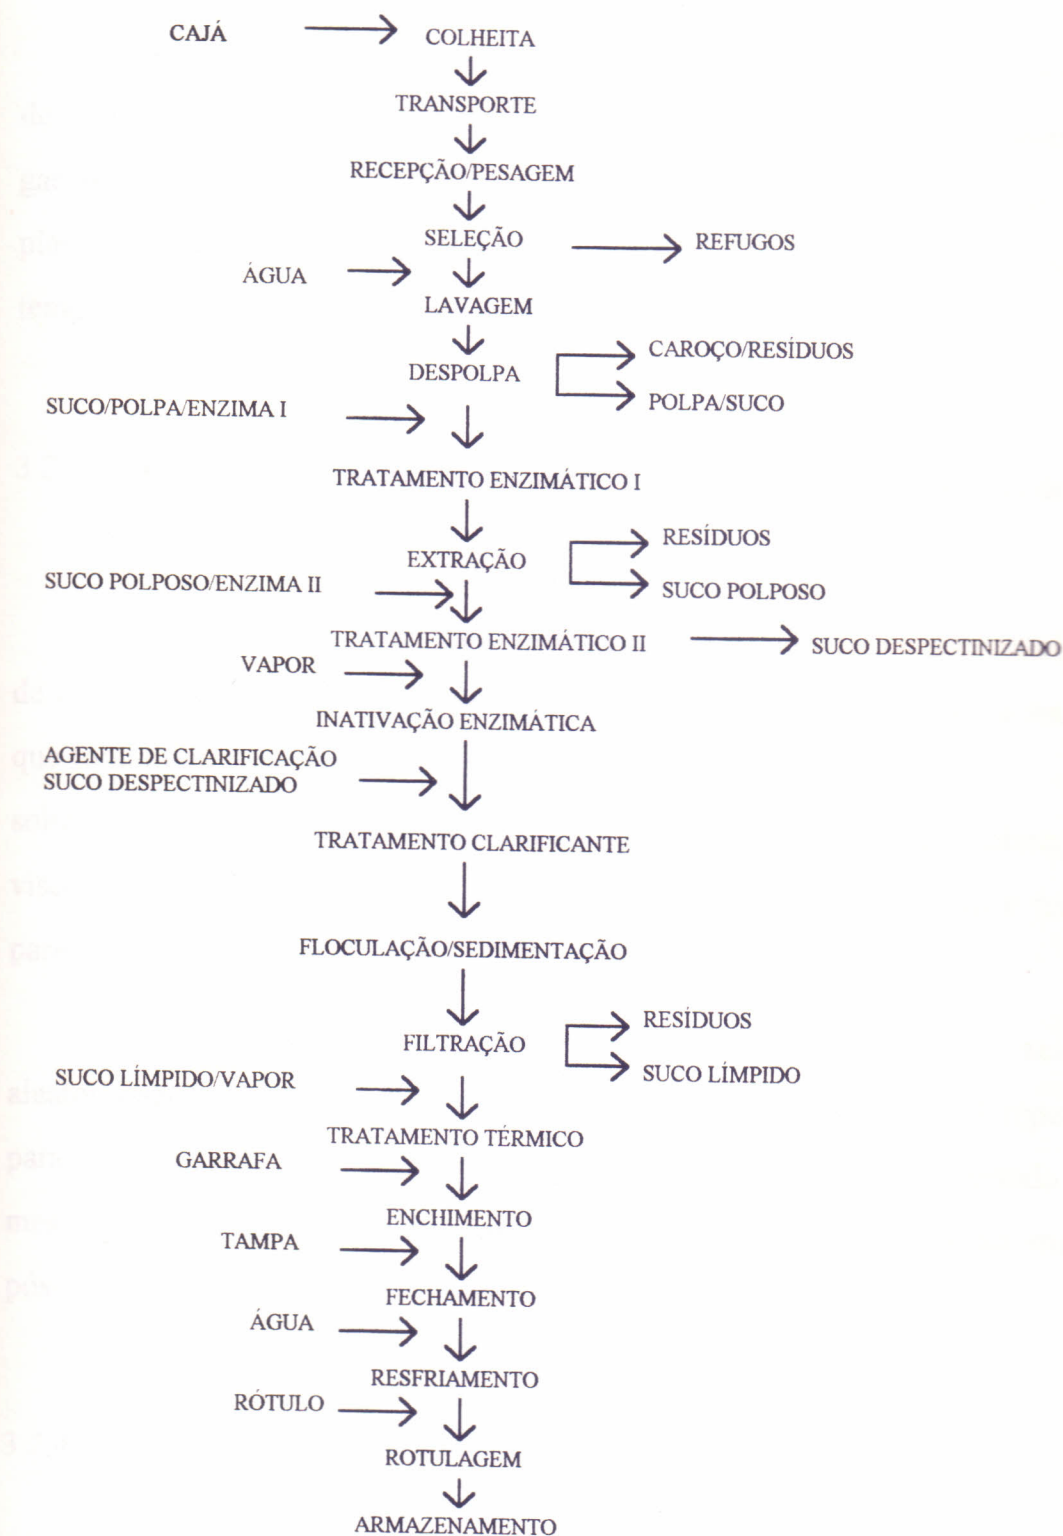 CAJÁ COLHEITA
TRANSPORTE
RECEPÇÃO/PESAGEM
SELEÇÃO REFUGOS
ÁGUA
LAVAGEM
CAROÇO/RESÍDUOS
DESPOLPA
POLPA/SUCO
SUCO/POLPA/ENZIMA I
TRATAMENTO ENZIMÁTICO I
RESÍDUOS
EXTRAÇÃO
SUCO POLPOSO/ENZIMA II
SUCO POLPOSO
TRATAMENTO ENZIMÁTICO II SUCO DESPECTINIZADO
VAPOR
INATIVAÇÃO ENZIMÁTICA
AGENTE DE CLARIFICAÇÃO
SUCO DESPECTINIZADO
TRATAMENTO CLARIFICANTE
FLOCULAÇÃO/SEDIMENTAÇÃO
RESÍDUOS
FILTRAÇÃO
SUCO LÍMPIDO
SUCO LÍMPIDO/VAPOR
TRATAMENTO TÉRMICO
GARRAFA
ENCHIMENTO
TAMPA
FECHAMENTO
ÁGUA
RESFRIAMENTO
RÓTULO
ROTULAGEM
ARMAZENAMENTO